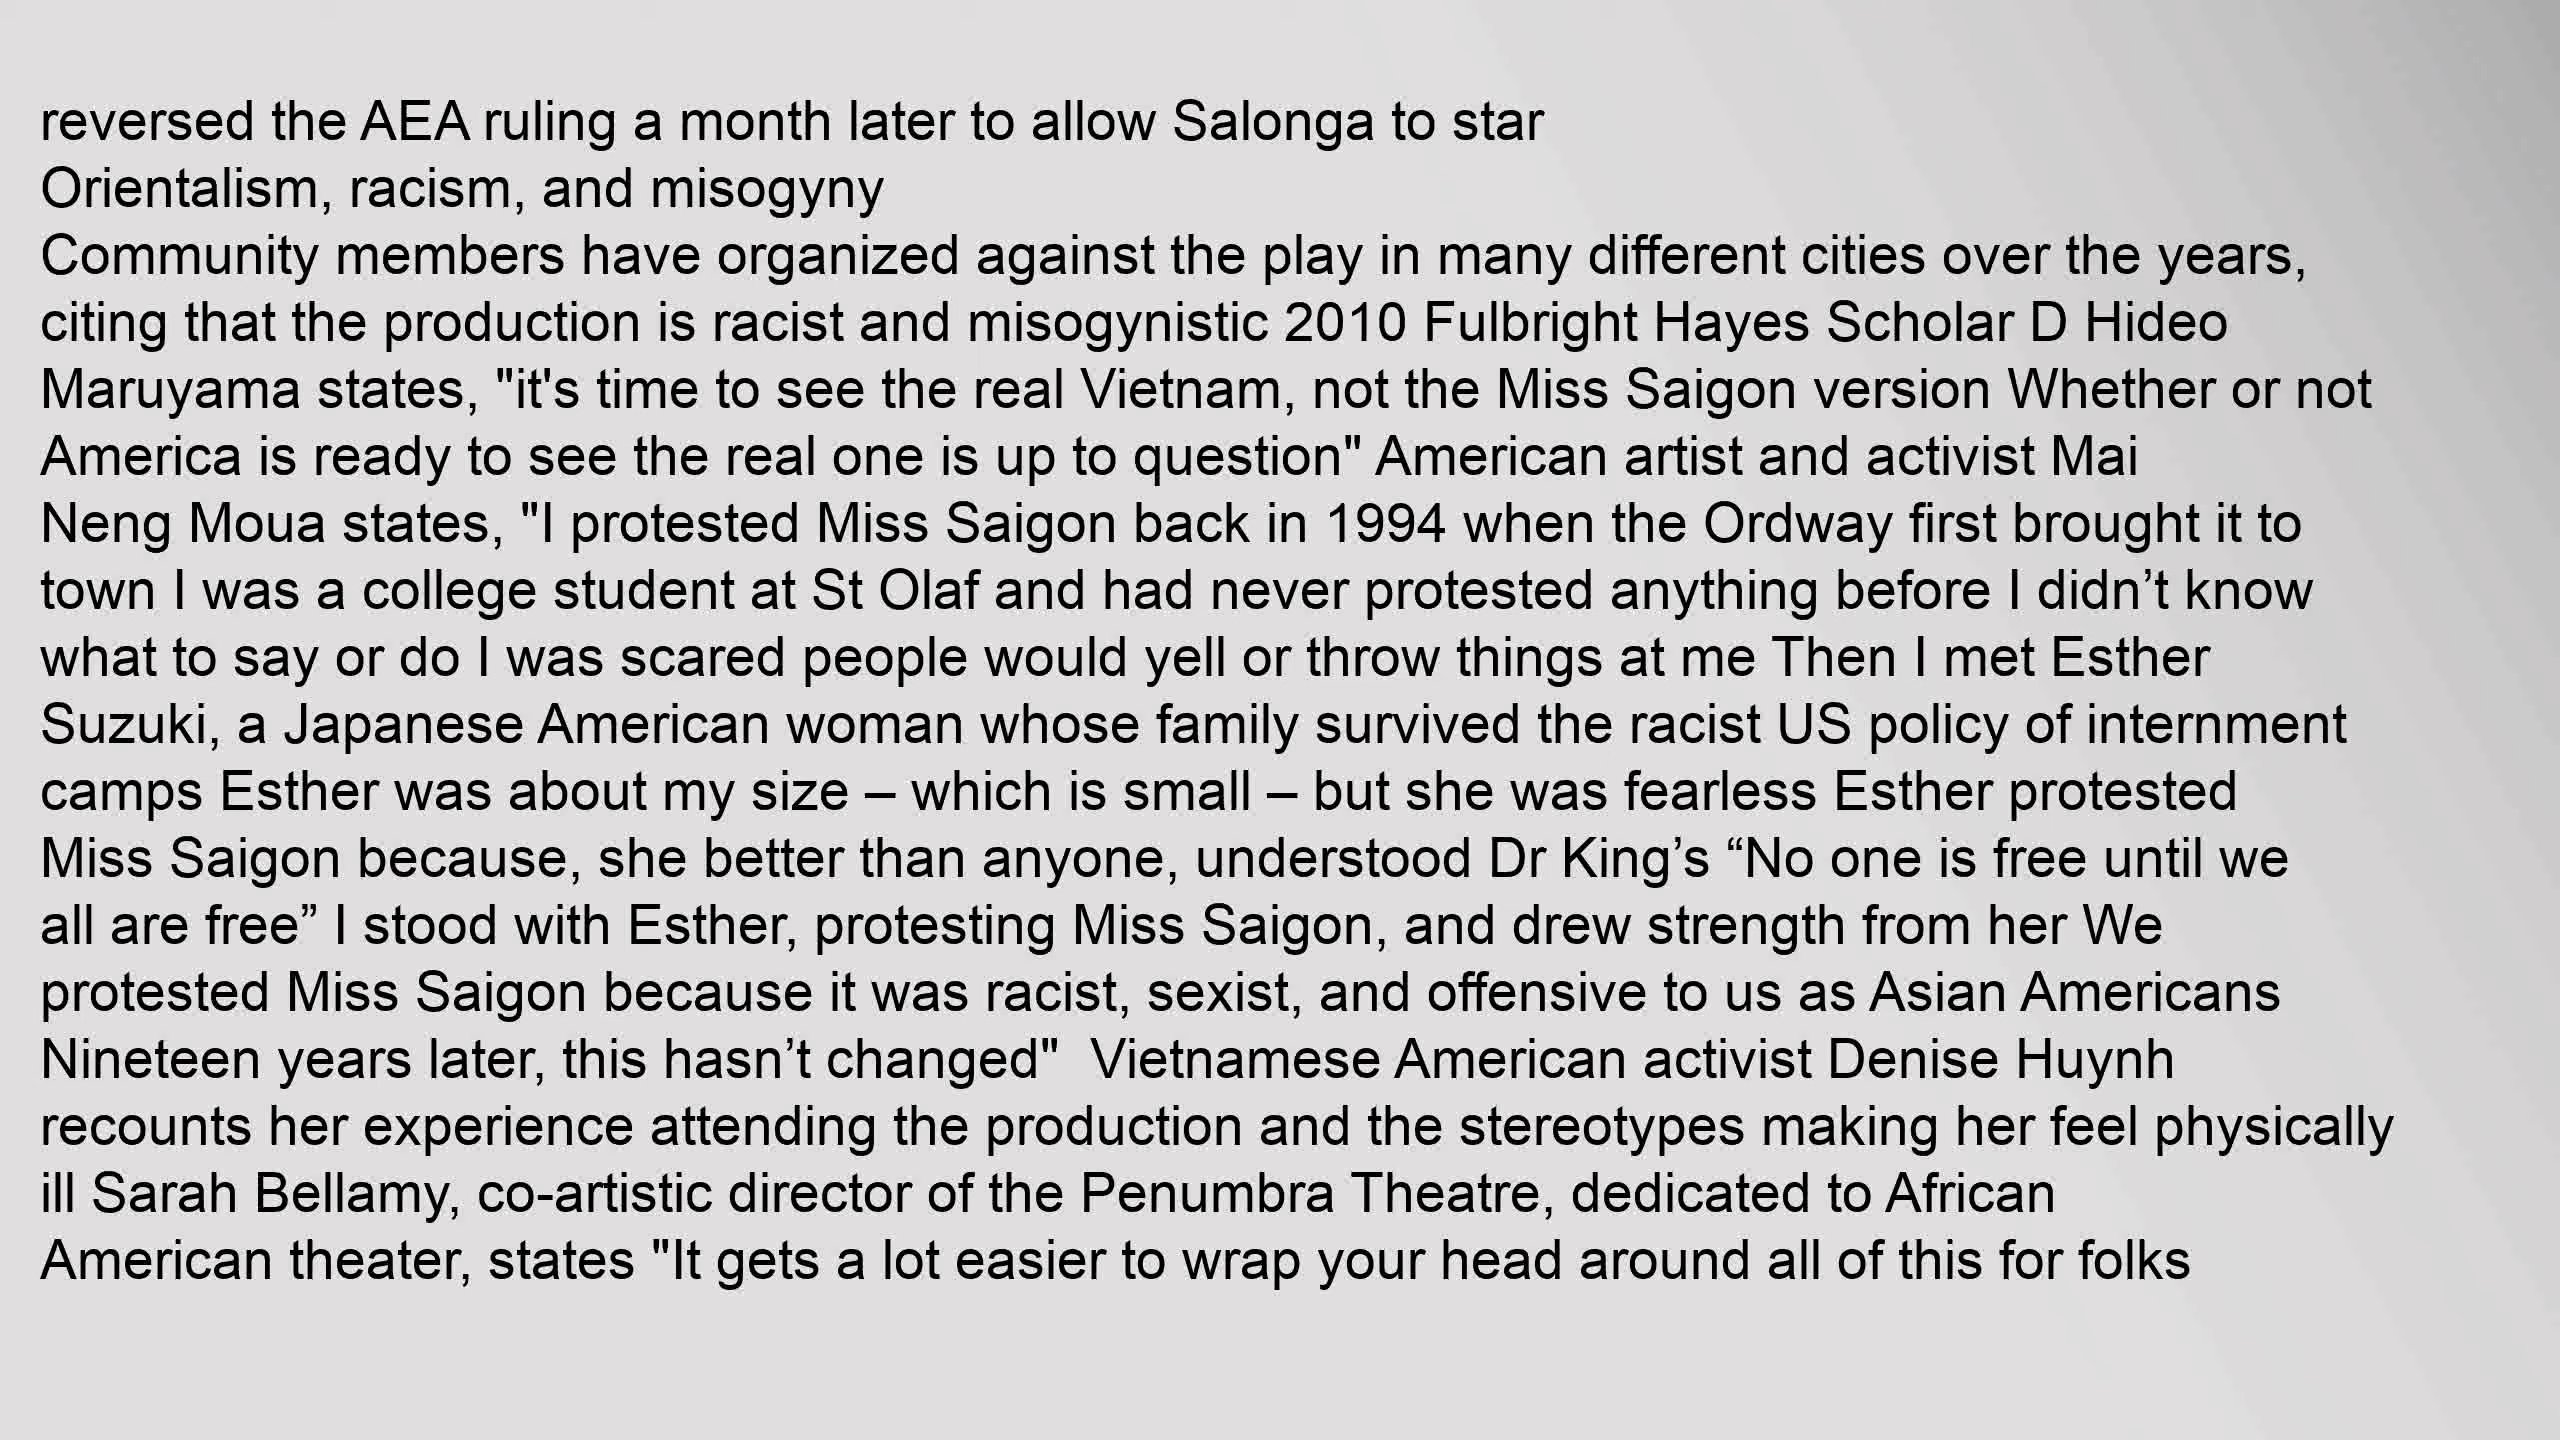 reversed the AEA ruling a month later to allow Salonga to star
Orientalism, racism, and misogyny
Community members have organized against the play in many different cities over the years,
citing that the production is racist and misogynistic 2010 Fulbright Hayes Scholar D Hideo
Maruyama states, "it's time to see the real Vietnam, not the Miss Saigon version Whether or not
America is ready to see the real one is up to question" American artist and activist Mai
Neng Moua states, "I protested Miss Saigon back in 1994 when the Ordway first brought it to
town I was a college student at St Olaf and had never protested anything before I didn’t know
what to say or do I was scared people would yell or throw things at me Then I met Esther
Suzuki, a Japanese American woman whose family survived the racist US policy of internment
camps Esther was about my size – which is small – but she was fearless Esther protested
Miss Saigon because, she better than anyone, understood Dr King’s “No one is free until we
all are free” I stood with Esther, protesting Miss Saigon, and drew strength from her We
protested Miss Saigon because it was racist, sexist, and offensive to us as Asian Americans
Nineteen years later, this hasn’t changed"  Vietnamese American activist Denise Huynh
recounts her experience attending the production and the stereotypes making her feel physically
ill Sarah Bellamy, co-artistic director of the Penumbra Theatre, dedicated to African
American theater, states "It gets a lot easier to wrap your head around all of this for folks